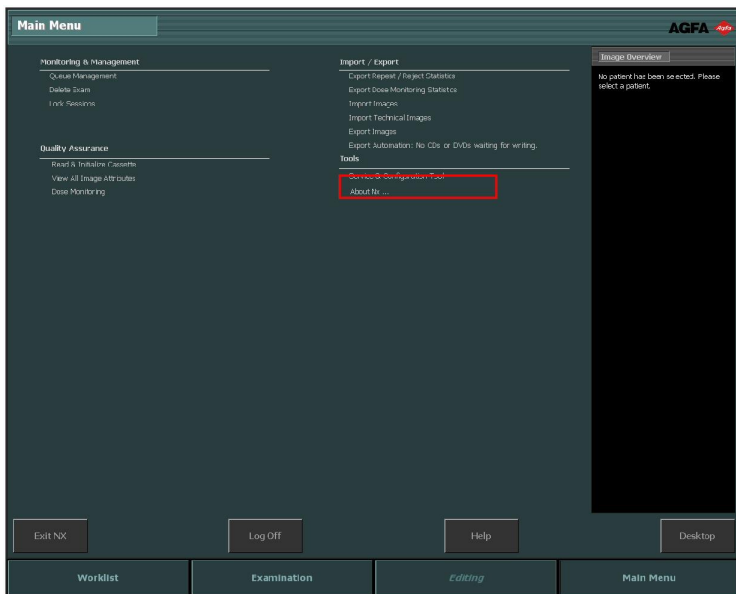 Main Menu
AGFA
Agfa
Monitoring & Management
Queue Management
Delete Exam
Lock Sessions
Quality Assurance
Read & Initialize Cassette
View All Image Attributes
Dose Monitoring
Import / Export
Export Repeat / Reject Statistics
Export Dose Monitoring Statistics
Import Images
Import Technical Images
Export Images
Export Automation: No CDs or DVDs waiting for writing.
Tools
Service & Configuration Tool
About Nx ...
Image Overview
No patient has been selected. Please
select a patient.
Exit NX
Log Off
Help
Desktop
Worklist
Examination
Editing
Main Menu